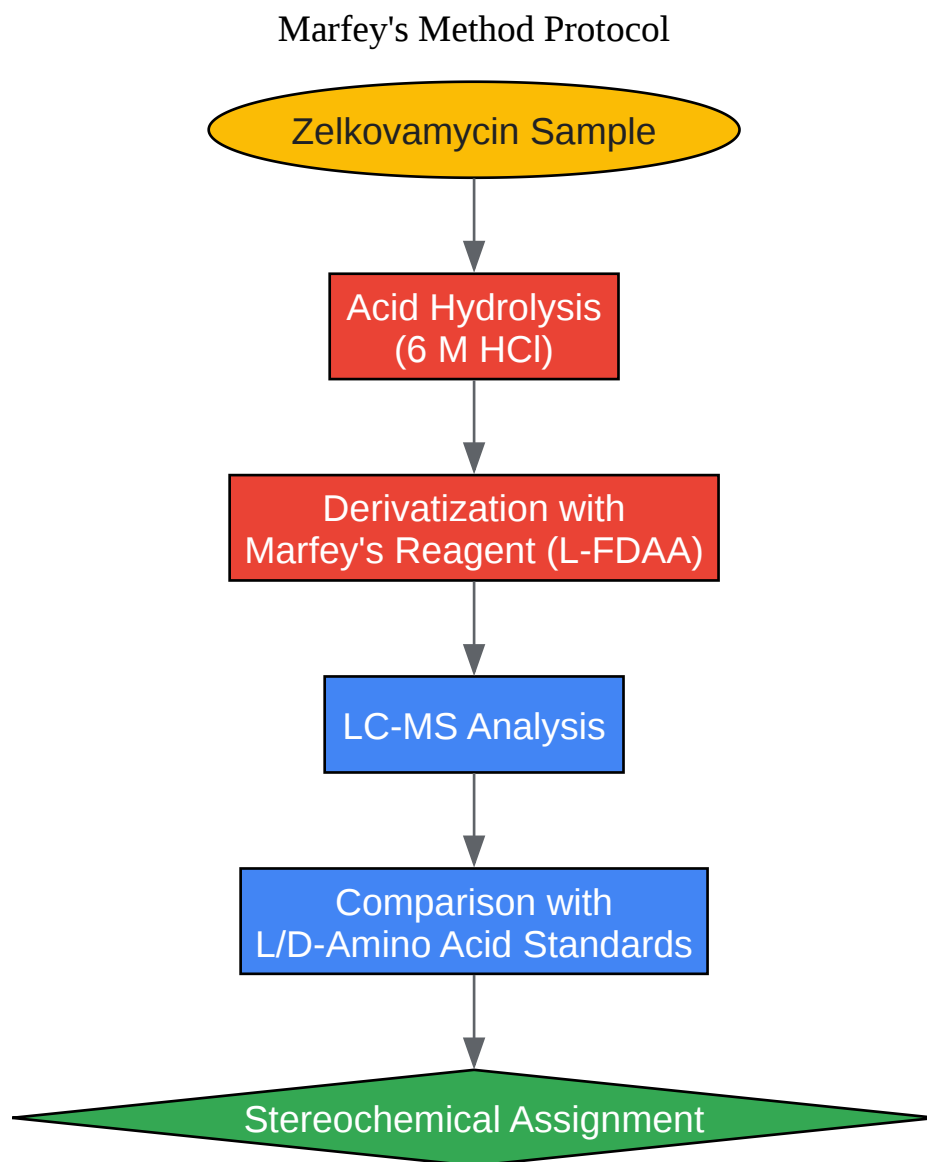 Marfey's Method Protocol
Zelkovamycin Sample
Acid Hydrolysis
(6 M HCl)
Derivatization with
Marfey's Reagent (L-FDAA)
LC-MS Analysis
Comparison with
L/D-Amino Acid Standards
Stereochemical Assignment